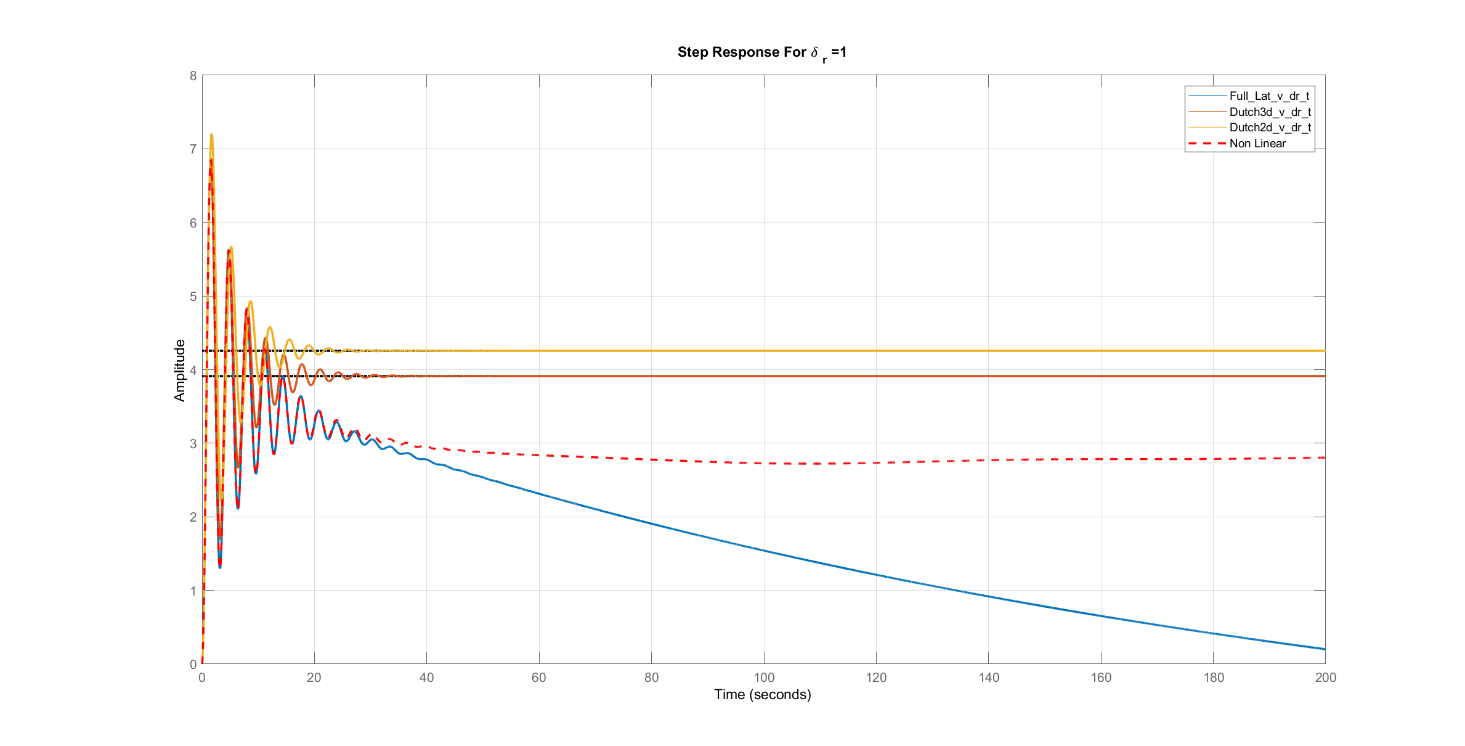 Step Response For δ r =1
8
7
6
5
4
3
2
1
0
Amplitude
Full_Lat_v_dr_t
Dutch3d_v_dr_t
Dutch2d_v_dr_t
Non Linear
0 20 40 60 80 100 120 140 160 180 200
Time (seconds)